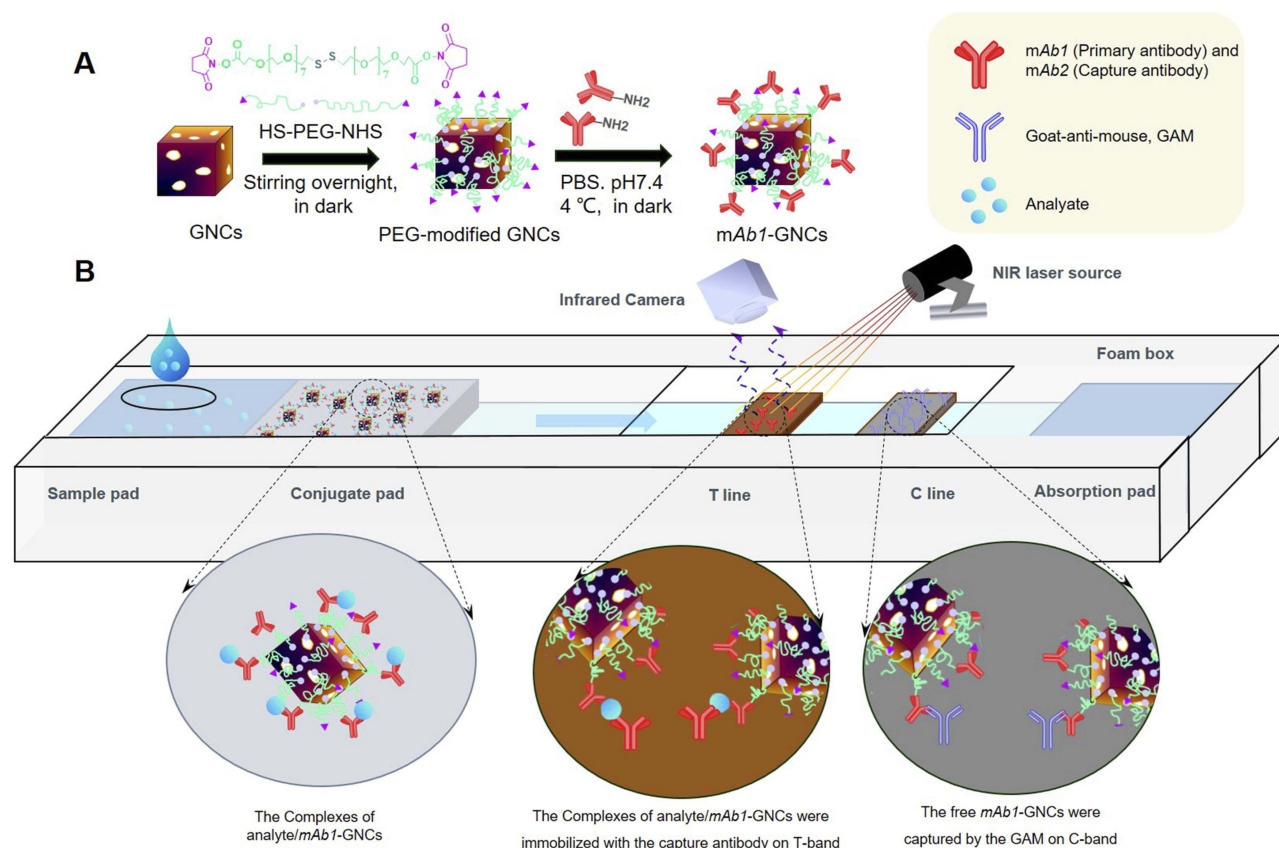 A
O
O
N
O
O
O
O
7
S
S
O
7
O
O
O
N
O
O
HS-PEG-NHS
Stirring overnight,
in dark
GNCs
PEG-modified GNCs
NH2
NH2
PBS. pH7.4
4 ℃, in dark
mAb1-GNCs
mAb1 (Primary antibody) and
mAb2 (Capture antibody)
Goat-anti-mouse, GAM
Analyate
B
Infrared Camera
NIR laser source
Foam box
Sample pad
Conjugate pad
T line
C line
Absorption pad
The Complexes of
analyte/mAb1-GNCs
The Complexes of analyte/mAb1-GNCs were
immobilized with the capture antibody on T-band
The free mAb1-GNCs were
captured by the GAM on C-band